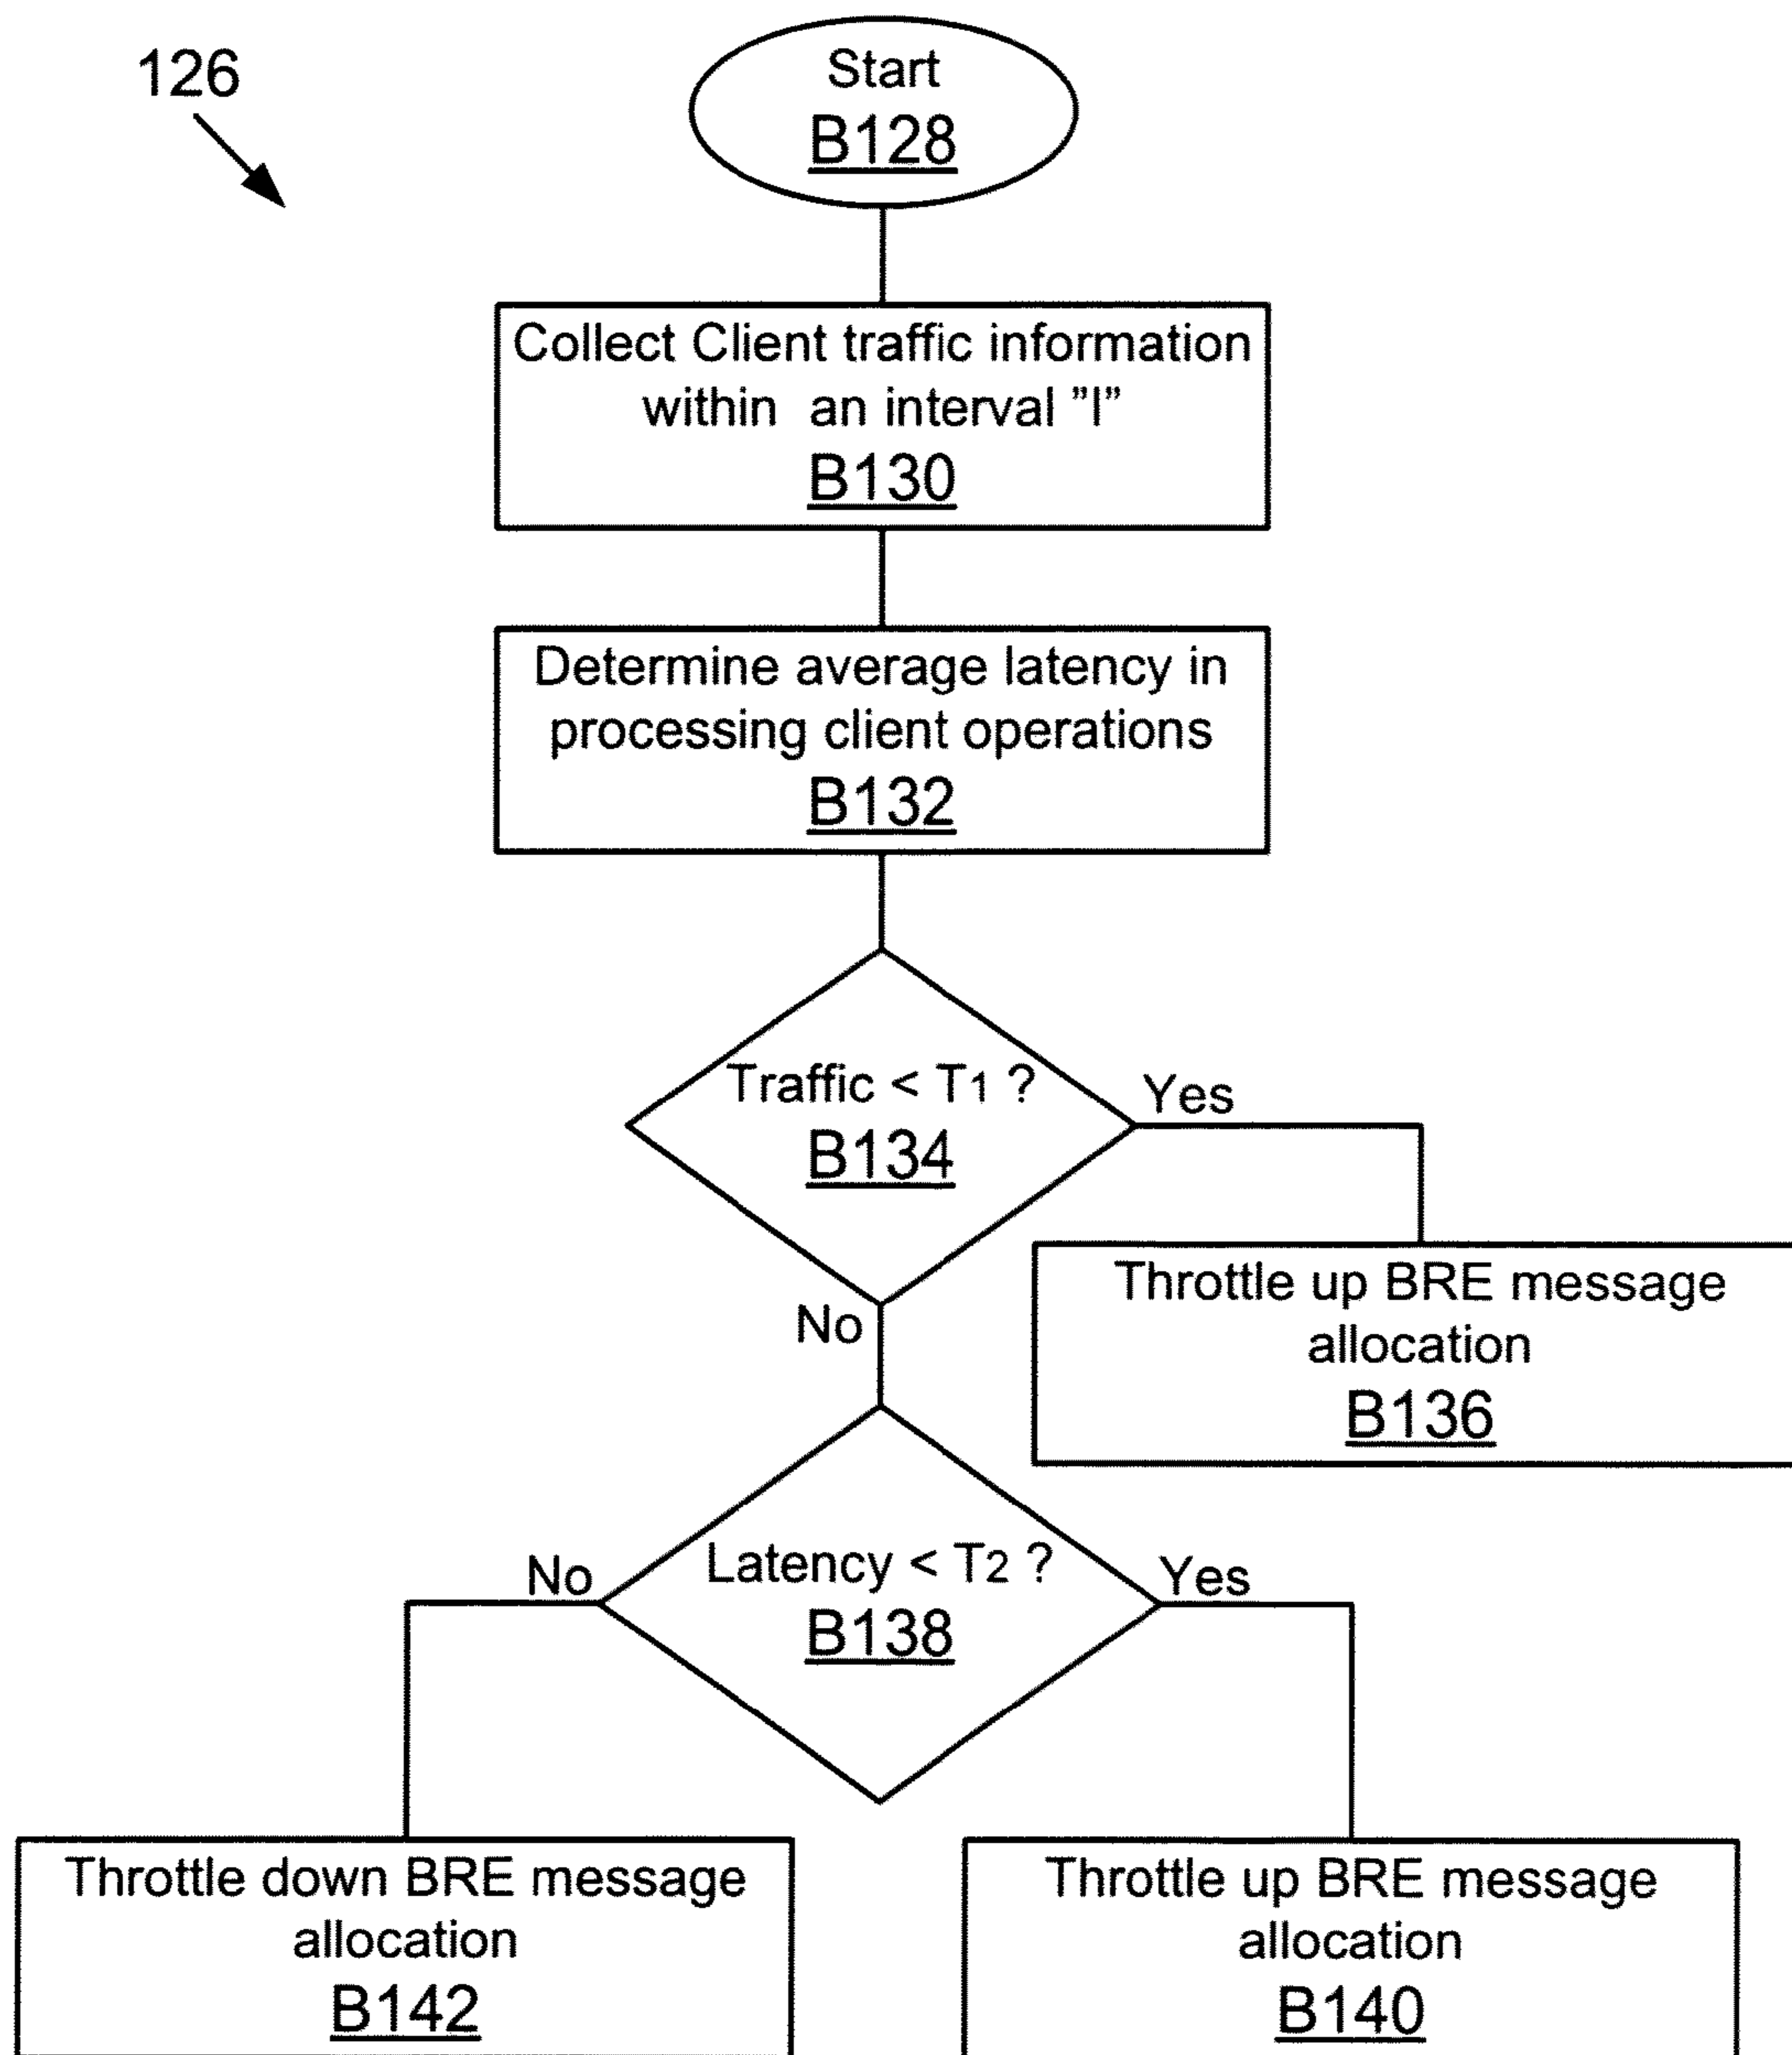 126
Start
B128
Collect Client traffic information
within an interval ”I”
B130
Determine average latency in
processing client operations
B132
Traffic < T1 ?
B134
Yes
No
Throttle up BRE message
allocation
B136
Latency < T2 ?
B138
No
Yes
Throttle down BRE message
allocation
B142
Throttle up BRE message
allocation
B140